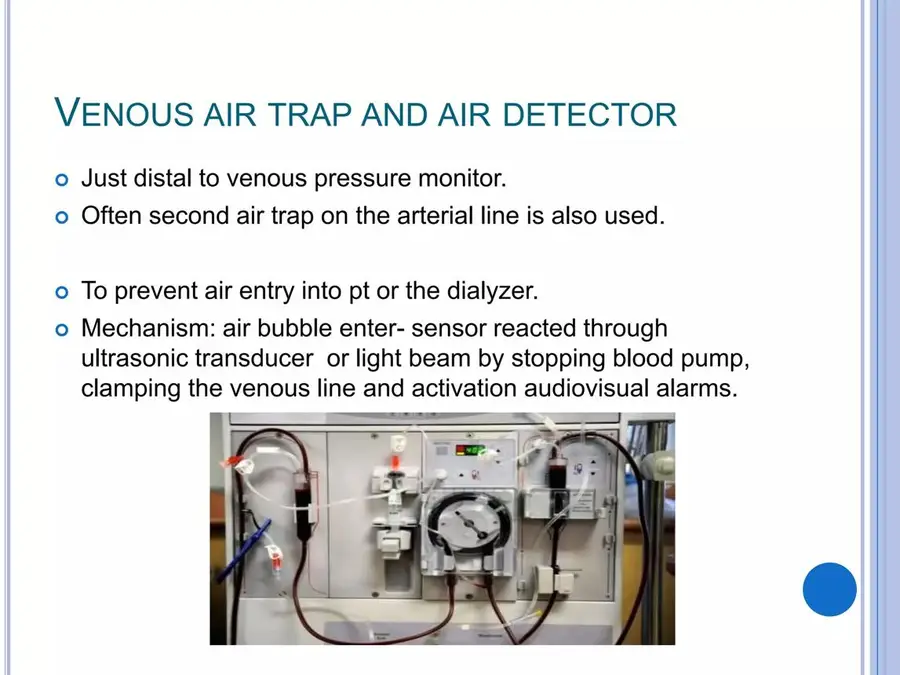 VENOUS AIR TRAP AND AIR DETECTOR
Just distal to venous pressure monitor.
Often second air trap on the arterial line is also used.
To prevent air entry into pt or the dialyzer.
Mechanism: air bubble enter- sensor reacted through
ultrasonic transducer or light beam by stopping blood pump,
clamping the venous line and activation audiovisual alarms.